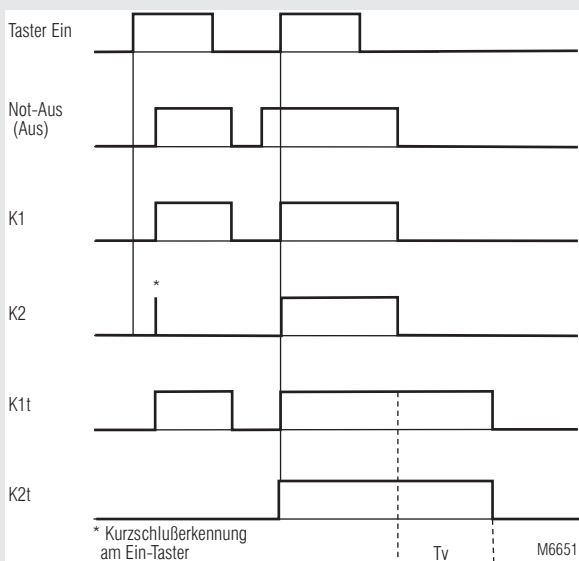 Taster Ein
Not-Aus
(Aus)
K1
*
K2
K1t
K2t
* Kurzschlußerkennung
am Ein-Taster
Tv
M6651